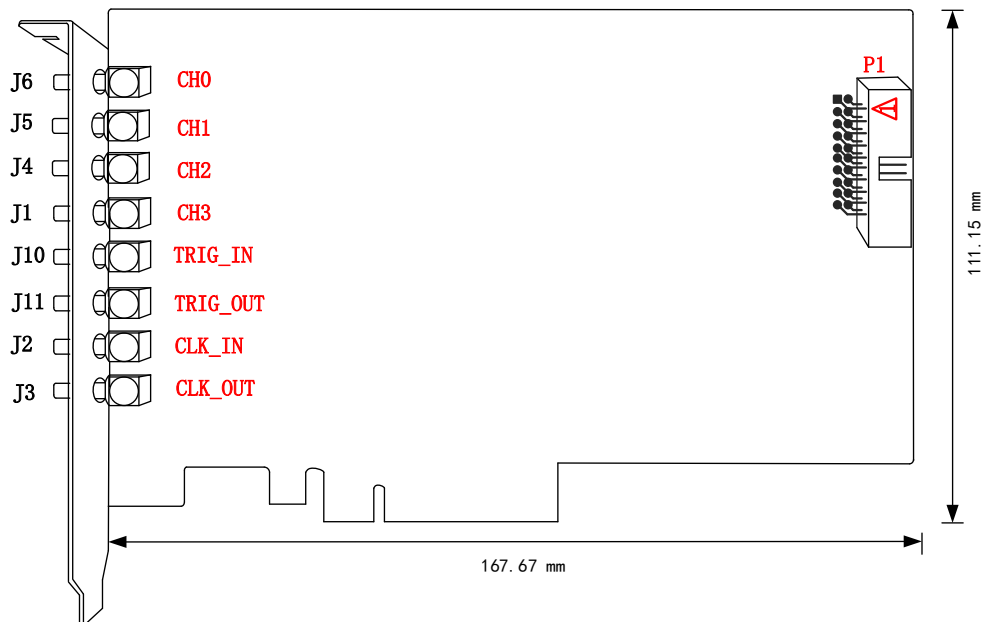 P1
J6 CH0
J5 CH1
J4 CH2
J1 CH3
J10 TRIG_IN
J11 TRIG_OUT
J2 CLK_IN
J3 CLK_OUT
111.15 mm
167.67 mm